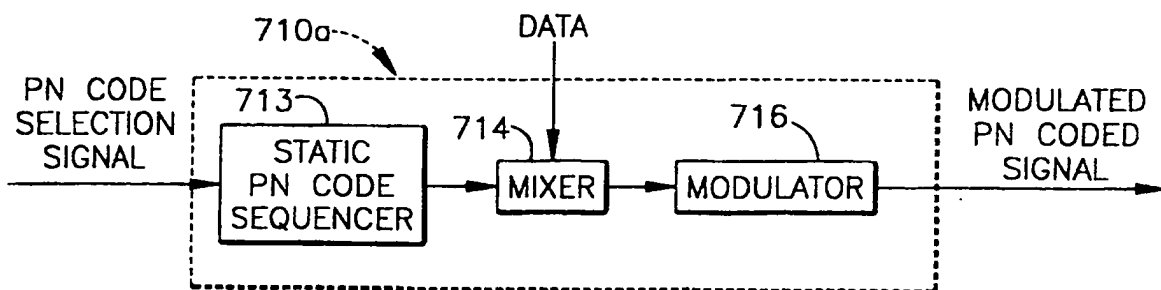 710a
DATA
PN CODE
SELECTION
SIGNAL
713
STATIC
PN CODE
SEQUENCER
714
MIXER
716
MODULATOR
MODULATED
PN CODED
SIGNAL